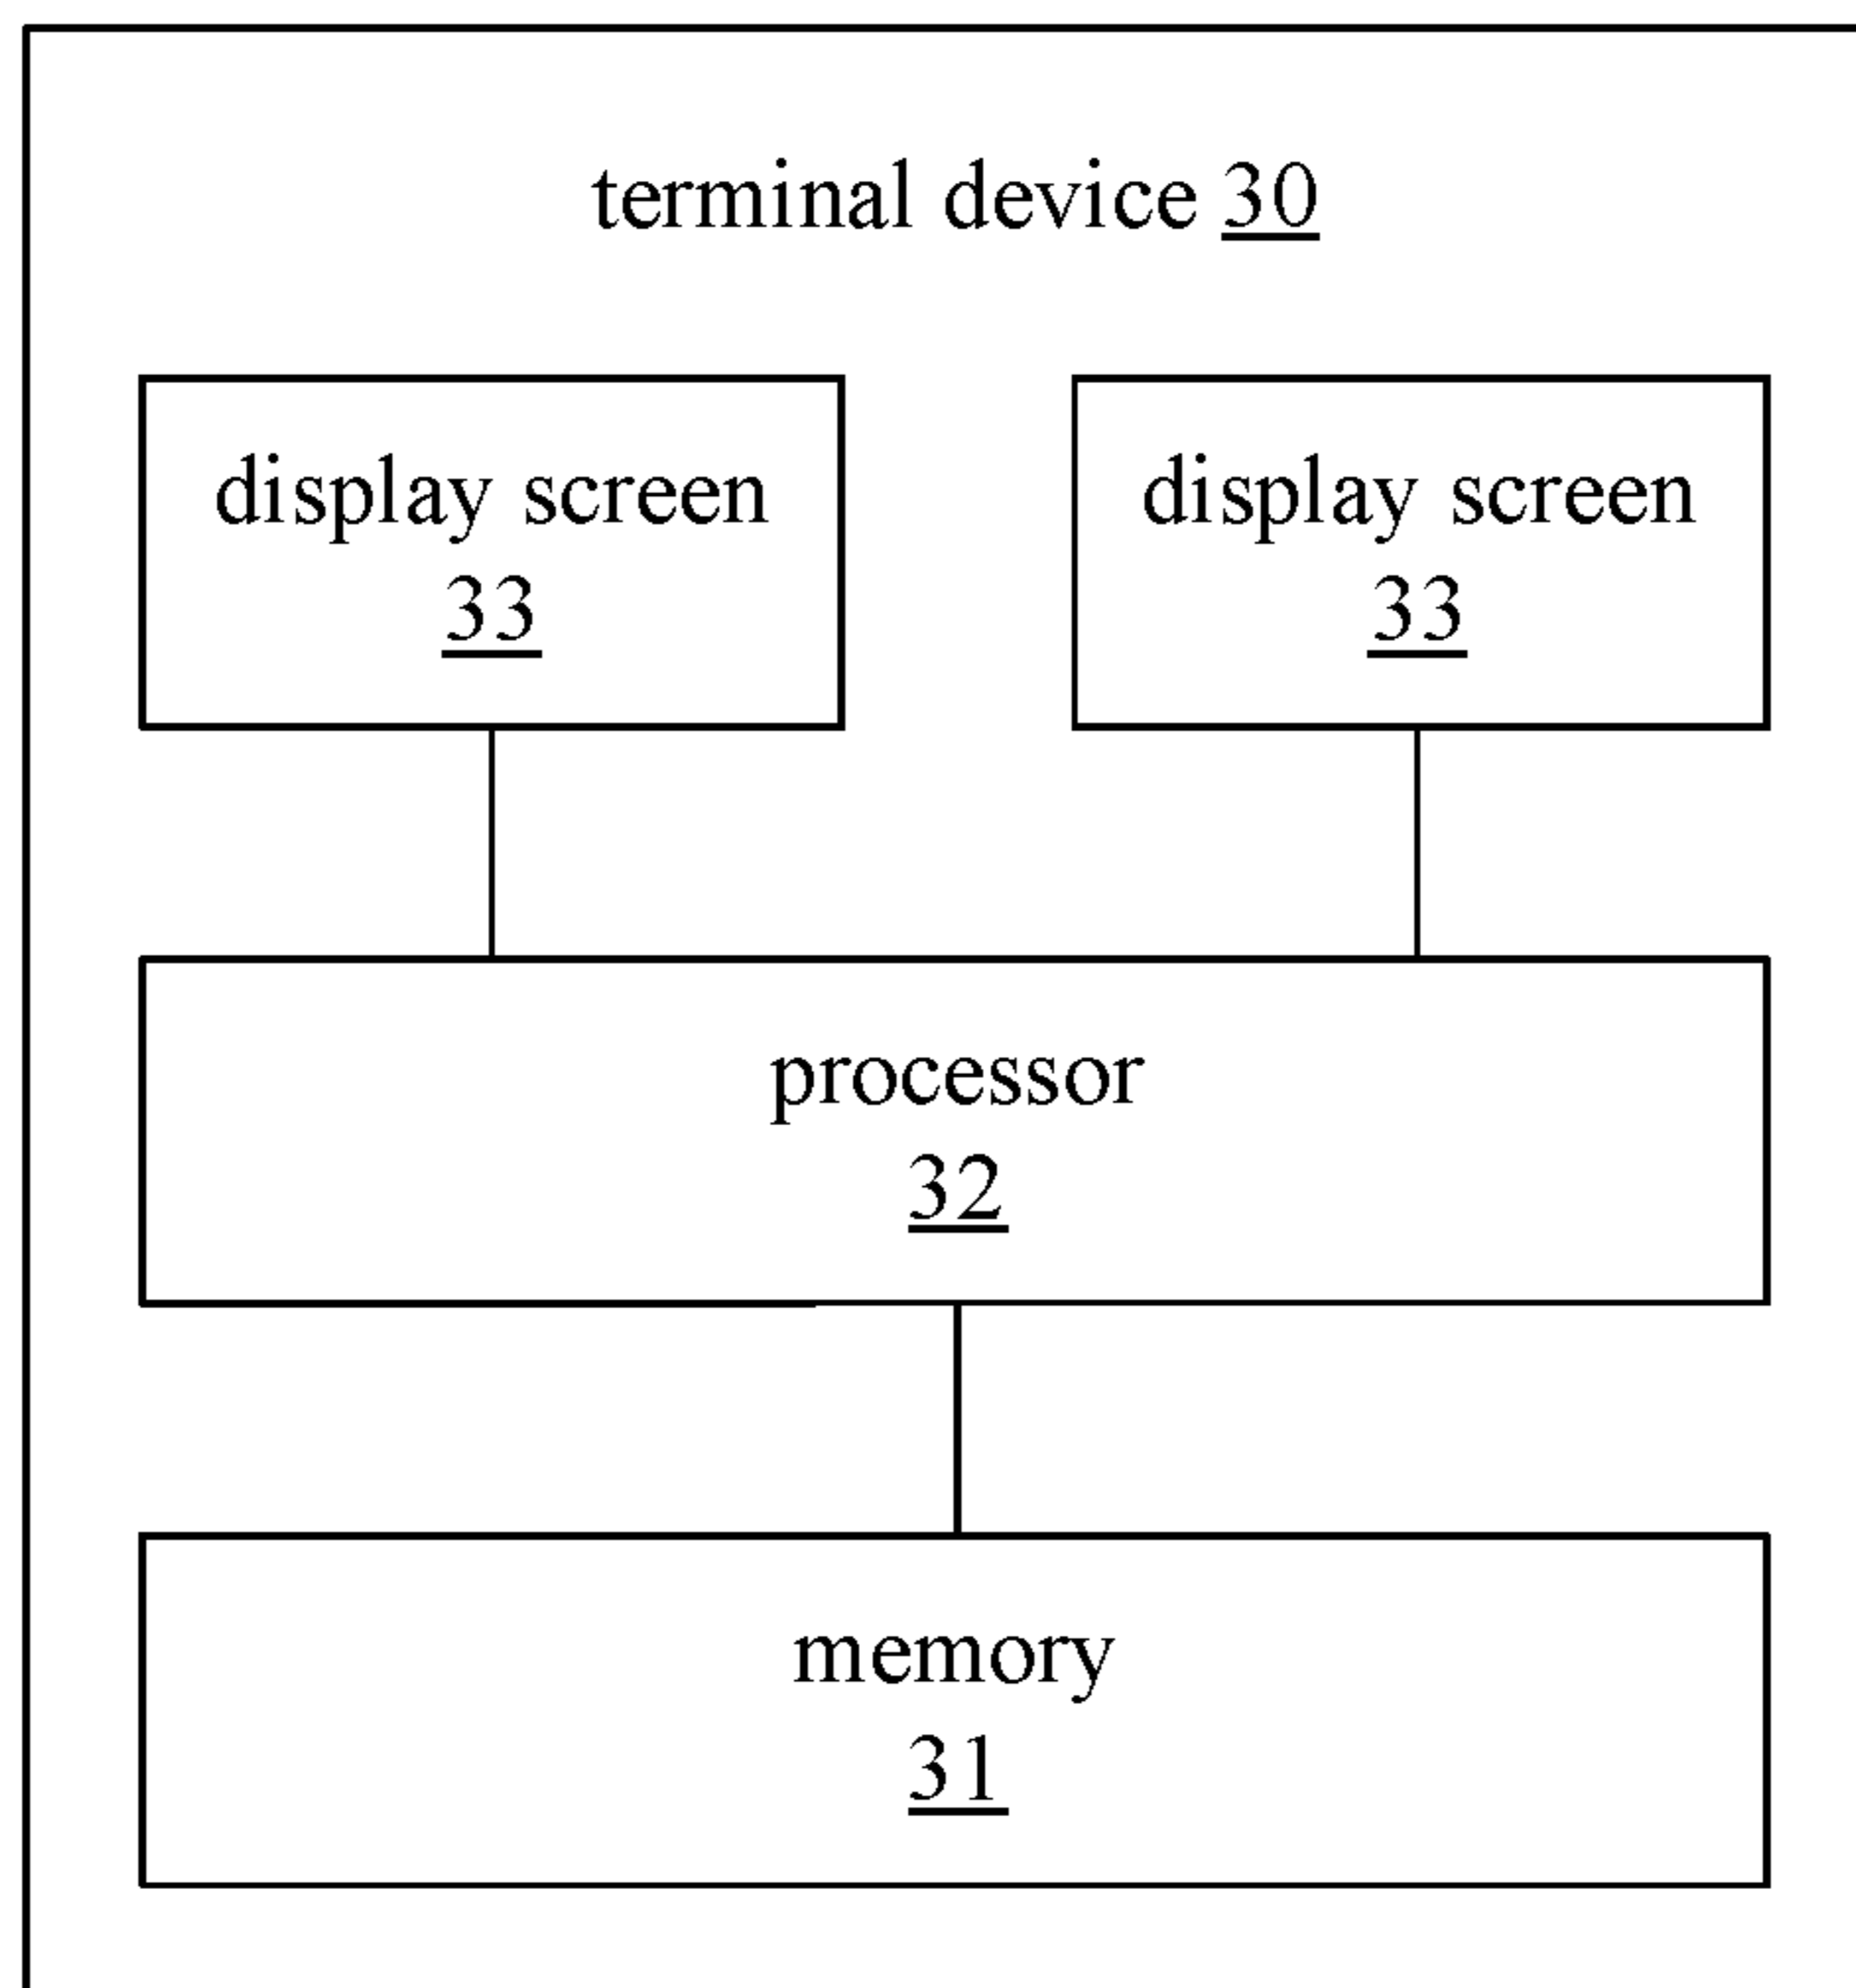 terminal device 30
display screen
33
display screen
33
processor
32
memory
31